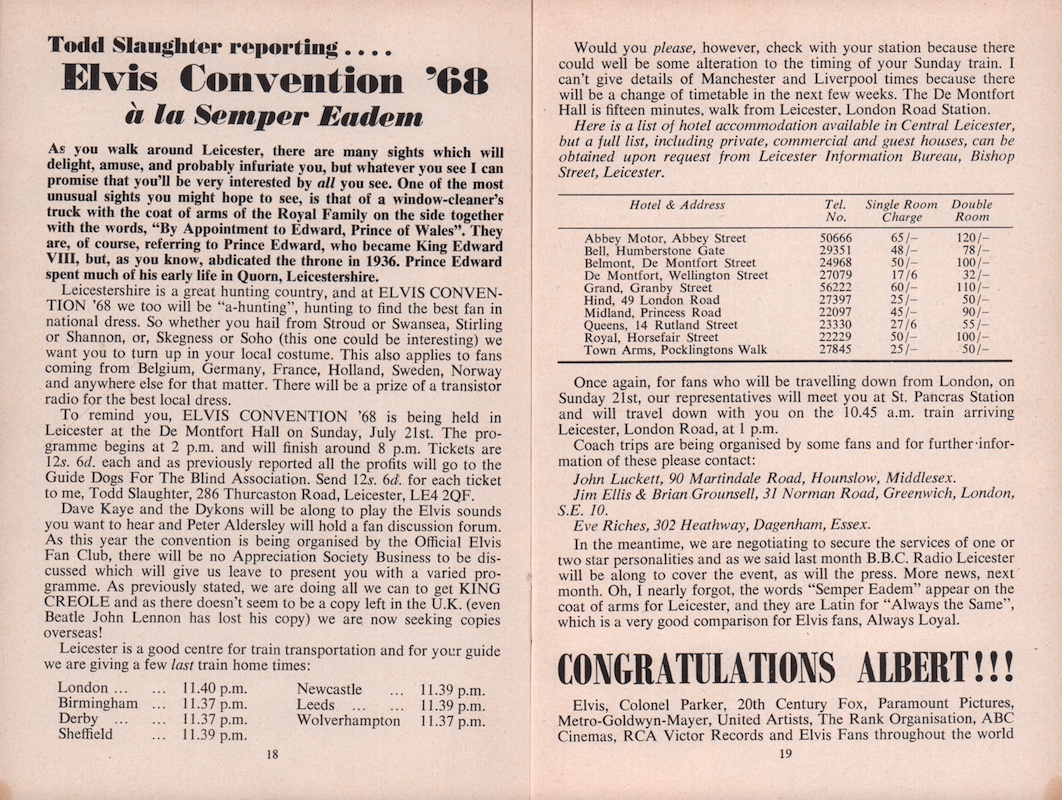 Todd Slaughter reporting . . . .
Elvis Convention ’68
à la Semper Eadem
As you walk around Leicester, there are many sights which will
delight, amuse, and probably infuriate you, but whatever you see I can
promise that you’ll be very interested by all you see. One of the most
unusual sights you might hope to see, is that of a window-cleaner’s
truck with the coat of arms of the Royal Family on the side together
with the words, “By Appointment to Edward, Prince of Wales”. They
are, of course, referring to Prince Edward, who became King Edward
VIII, but, as you know, abdicated the throne in 1936. Prince Edward
spent much of his early life in Quorn, Leicestershire.
Leicestershire is a great hunting country, and at ELVIS CONVEN-
TION ’68 we too will be “a-hunting”, hunting to find the best fan in
national dress. So whether you hail from Stroud or Swansea, Stirling
or Shannon, or, Skegness or Soho (this one could be interesting) we
want you to turn up in your local costume. This also applies to fans
coming from Belgium, Germany, France, Holland, Sweden, Norway
and anywhere else for that matter. There will be a prize of a transistor
radio for the best local dress.
To remind you, ELVIS CONVENTION ’68 is being held in
Leicester at the De Montfort Hall on Sunday, July 21st. The pro-
gramme begins at 2 p.m. and will finish around 8 p.m. Tickets are
12s. 6d. each and as previously reported all the profits will go to the
Guide Dogs For The Blind Association. Send 12s. 6d. for each ticket
to me, Todd Slaughter, 286 Thurcaston Road, Leicester, LE4 2QF.
Dave Kaye and the Dykons will be along to play the Elvis sounds
you want to hear and Peter Aldersley will hold a fan discussion forum.
As this year the convention is being organised by the Official Elvis
Fan Club, there will be no Appreciation Society Business to be dis-
cussed which will give us leave to present you with a varied pro-
gramme. As previously stated, we are doing all we can to get KING
CREOLE and as there doesn’t seem to be a copy left in the U.K. (even
Beatle John Lennon has lost his copy) we are now seeking copies
overseas!
Leicester is a good centre for train transportation and for your guide
we are giving a few last train home times:
London ... ... 11.40 p.m. Newcastle ... 11.39 p.m.
Birmingham ... 11.37 p.m. Leeds ... ... 11.39 p.m.
Derby ... ... 11.37 p.m. Wolverhampton 11.37 p.m.
Sheffield ... 11.39 p.m.
18
Would you please, however, check with your station because there
could well be some alteration to the timing of your Sunday train. I
can’t give details of Manchester and Liverpool times because there
will be a change of timetable in the next few weeks. The De Montfort
Hall is fifteen minutes, walk from Leicester, London Road Station.
Here is a list of hotel accommodation available in Central Leicester,
but a full list, including private, commercial and guest houses, can be
obtained upon request from Leicester Information Bureau, Bishop
Street, Leicester.
Hotel & Address Tel. Single Room Double
No. Charge Room
Abbey Motor, Abbey Street 50666 65/– 120/–
Bell, Humberstone Gate 29351 48/– 78/–
Belmont, De Montfort Street 24968 50/– 100/–
De Montfort, Wellington Street 27079 17/6 32/–
Grand, Granby Street 56222 60/– 110/–
Hind, 49 London Road 27397 25/– 50/–
Midland, Princess Road 22097 45/– 90/–
Queens, 14 Rutland Street 23330 27/6 55/–
Royal, Horsefair Street 22229 50/– 100/–
Town Arms, Pocklingtons Walk 27845 25/– 50/–
Once again, for fans who will be travelling down from London, on
Sunday 21st, our representatives will meet you at St. Pancras Station
and will travel down with you on the 10.45 a.m. train arriving
Leicester, London Road, at 1 p.m.
Coach trips are being organised by some fans and for further infor-
mation of these please contact:
John Luckett, 90 Martindale Road, Hounslow, Middlesex.
Jim Ellis & Brian Grounsell, 31 Norman Road, Greenwich, London,
S.E. 10.
Eve Riches, 302 Heathway, Dagenham, Essex.
In the meantime, we are negotiating to secure the services of one or
two star personalities and as we said last month B.B.C. Radio Leicester
will be along to cover the event, as will the press. More news, next
month. Oh, I nearly forgot, the words “Semper Eadem” appear on the
coat of arms for Leicester, and they are Latin for “Always the Same”,
which is a very good comparison for Elvis fans, Always Loyal.
CONGRATULATIONS ALBERT!!!
Elvis, Colonel Parker, 20th Century Fox, Paramount Pictures,
Metro-Goldwyn-Mayer, United Artists, The Rank Organisation, ABC
Cinemas, RCA Victor Records and Elvis Fans throughout the world
19